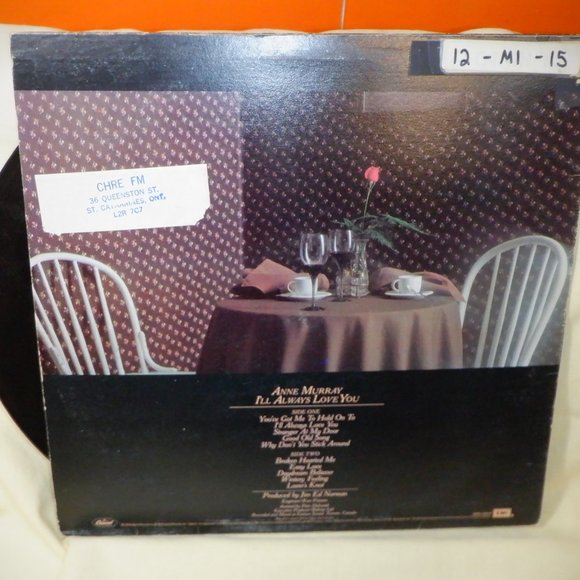 12 - M1 - 15
CHRE FM
36 QUEENSTON ST.
ST. CATHARINES, ONT.
L2R 7C7
ANNE MURRAY
I'LL ALWAYS LOVE YOU
SIDE ONE
You've Got Me To Hold On To
I'll Always Love You
Stranger At My Door
Good Old Song
Why Don't You Stick Around
SIDE TWO
Broken Hearted Me
Easy Love
Daydream Believer
Wintery Feeling
Lover's Knot
Produced by Jim Ed Norman
Capitol
EMI